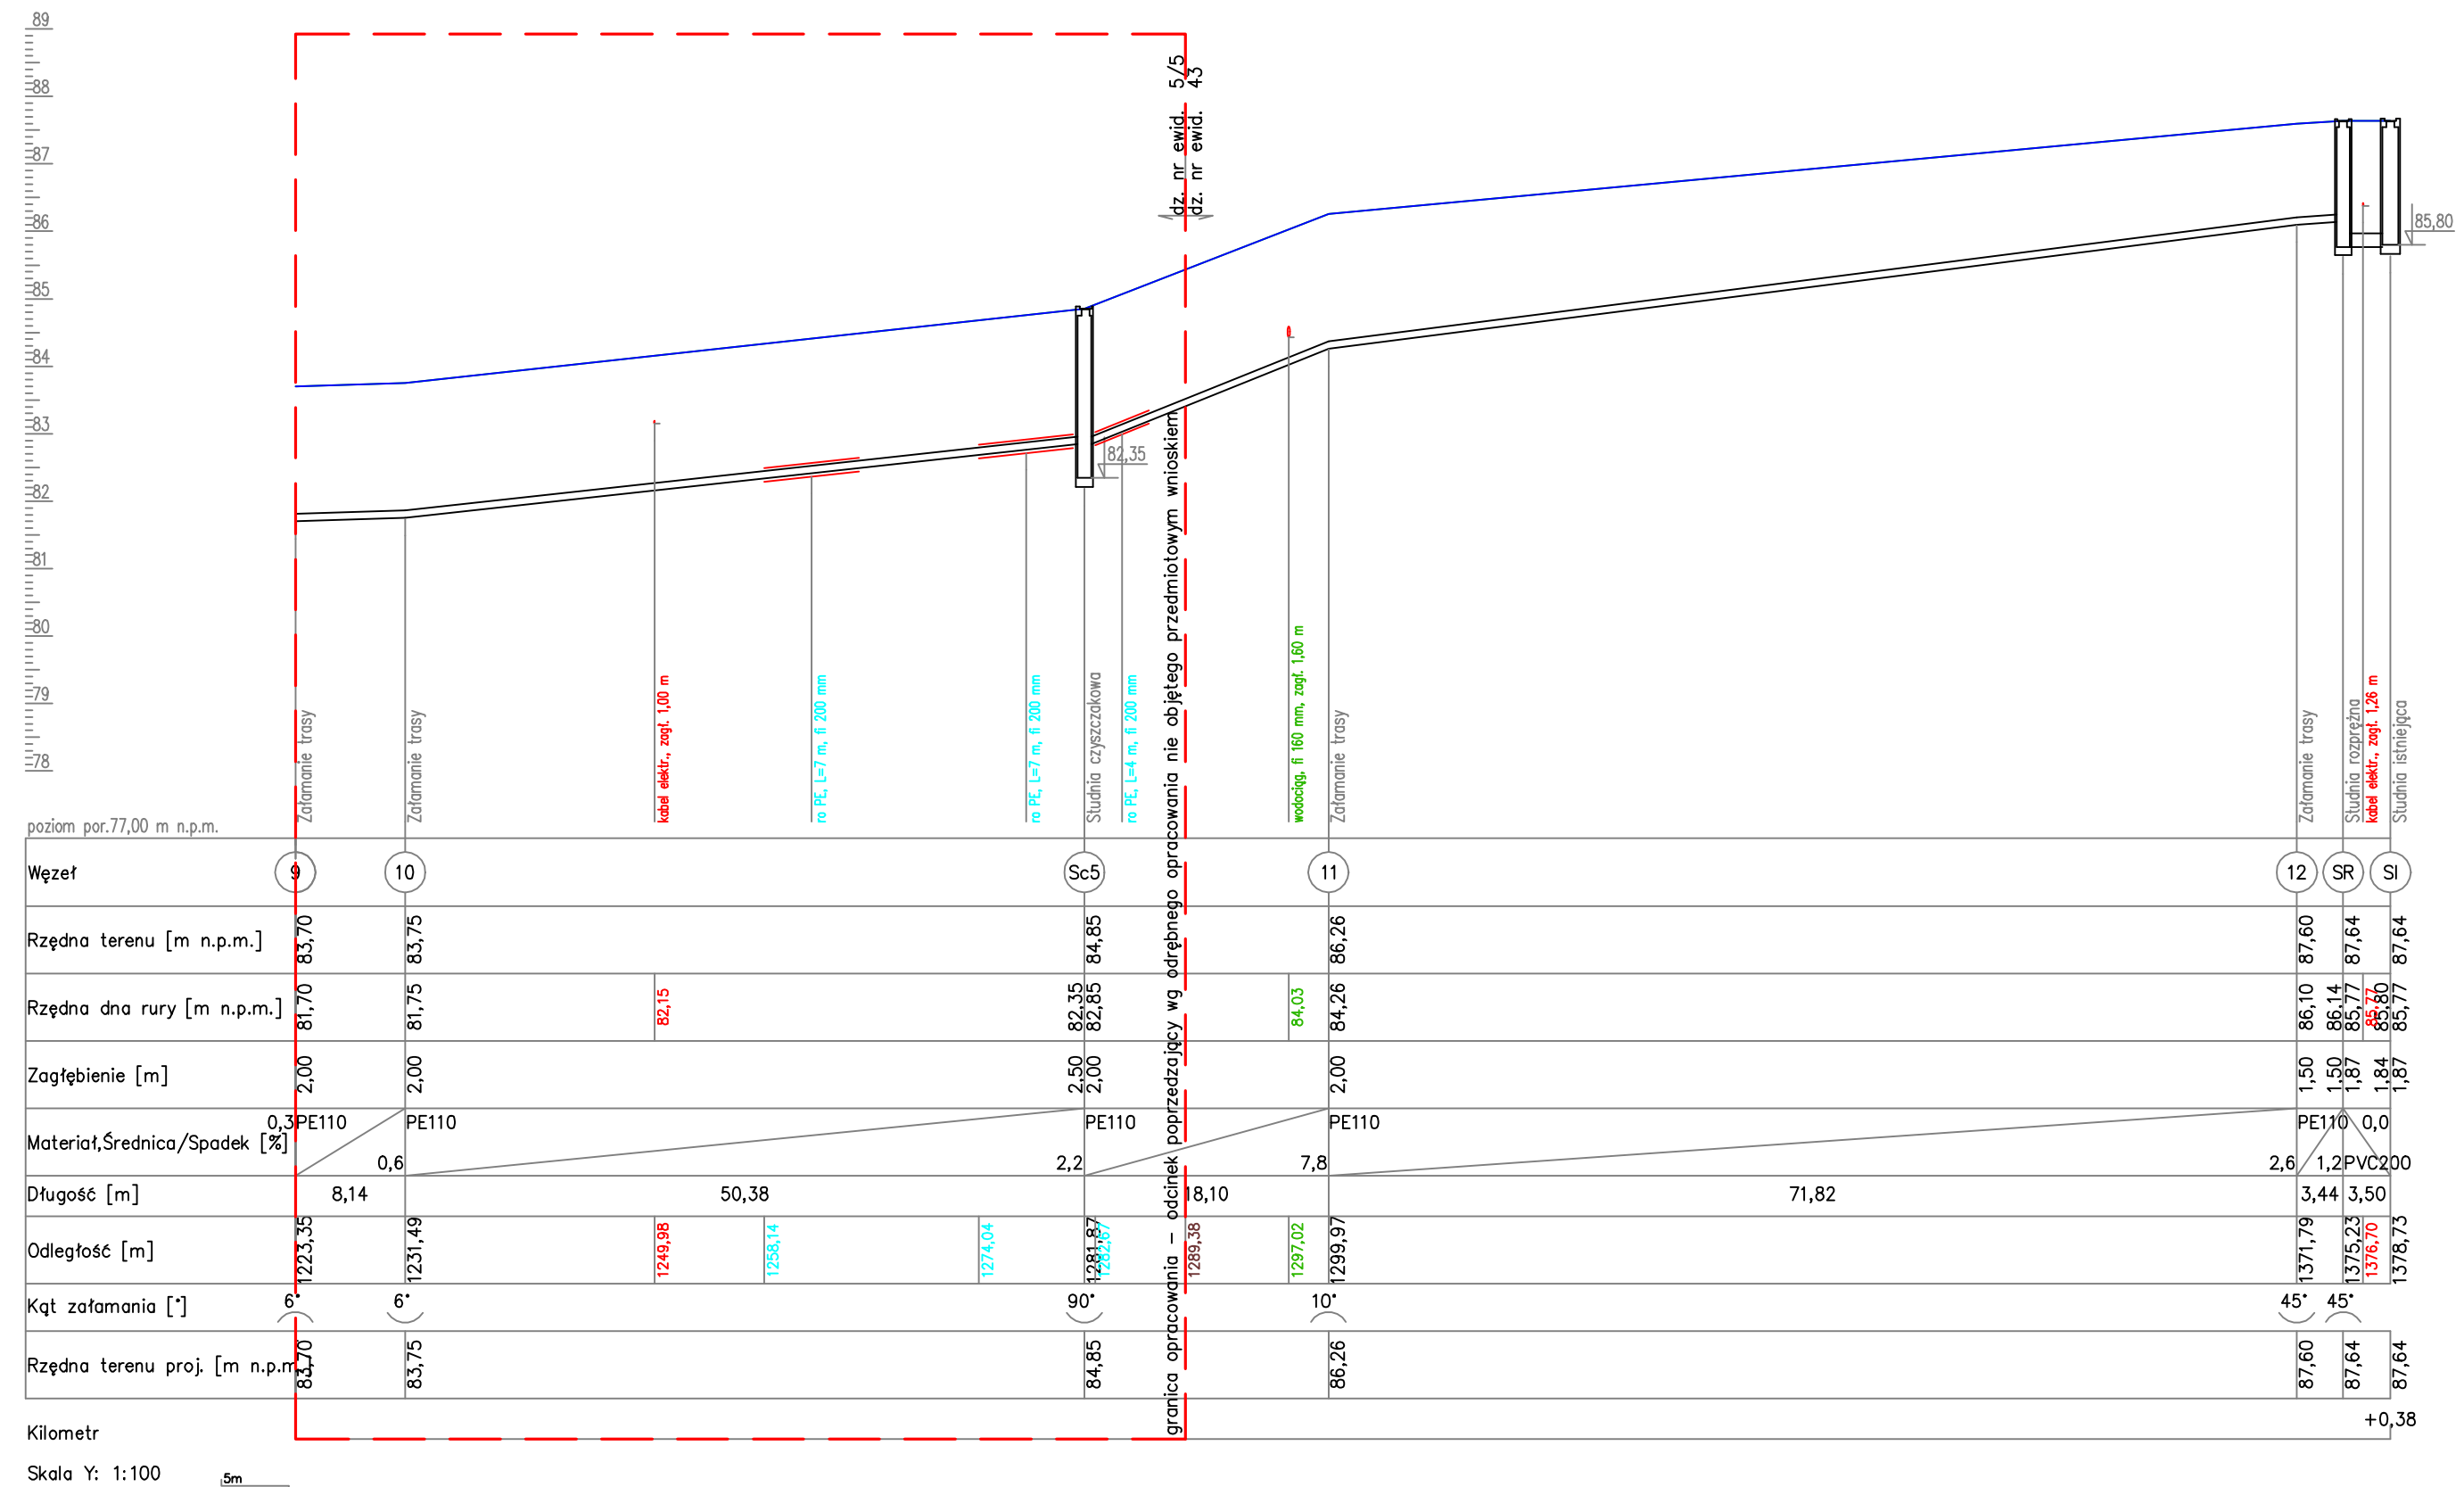 89
88
87
86
85
84
83
82
81
80
79
78
dz. nr ewid. 5/5
dz. nr ewid. 43
85,80
82,35
Załamanie trasy
Załamanie trasy
kabel elektr., zagł. 1,00 m
ro PE, L=7 m, fi 200 mm
ro PE, L=7 m, fi 200 mm
Studnia czyszczakowa
ro PE, L=4 m, fi 200 mm
granica opracowania – odcinek poprzedzający wg odrębnego opracowania nie objętego przedmiotowym wnioskiem
wodociąg, fi 160 mm, zagł. 1,60 m
Załamanie trasy
Załamanie trasy
Studnia rozprężna
kabel elektr., zagł. 1,26 m
Studnia istniejąca
poziom por.77,00 m n.p.m.
Węzeł 9 10 Sc5 11 12 SR SI
Rzędna terenu [m n.p.m.] 83,70 83,75 84,85 86,26 87,60 87,64 87,64
Rzędna dna rury [m n.p.m.] 81,70 81,75 82,15 82,35 82,85 84,03 84,26 86,10 86,14 85,77 85,77 85,80 85,77
Zagłębienie [m] 2,00 2,00 2,50 2,00 2,00 1,50 1,50 1,87 1,84 1,87
0,3 PE110 PE110 PE110 PE110 PE110 0,0
Materiał,Średnica/Spadek [%]
0,6 2,2 7,8 2,6 1,2 PVC200
Długość [m] 8,14 50,38 18,10 71,82 3,44 3,50
Odległość [m] 1223,35 1231,49 1249,98 1258,14 1274,04 1281,87 1282,67 1289,38 1297,02 1299,97 1371,79 1375,23 1376,70 1378,73
Kąt załamania [°] 6° 6° 90° 10° 45° 45°
Rzędna terenu proj. [m n.p.m.] 83,70 83,75 84,85 86,26 87,60 87,64 87,64
Kilometr +0,38
Skala Y: 1:100 5m